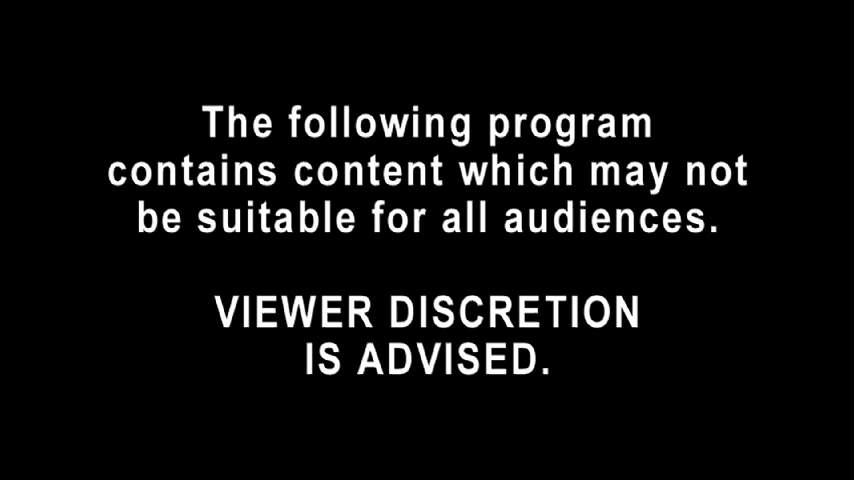 The following program
contains content which may not
be suitable for all audiences.
VIEWER DISCRETION
IS ADVISED.